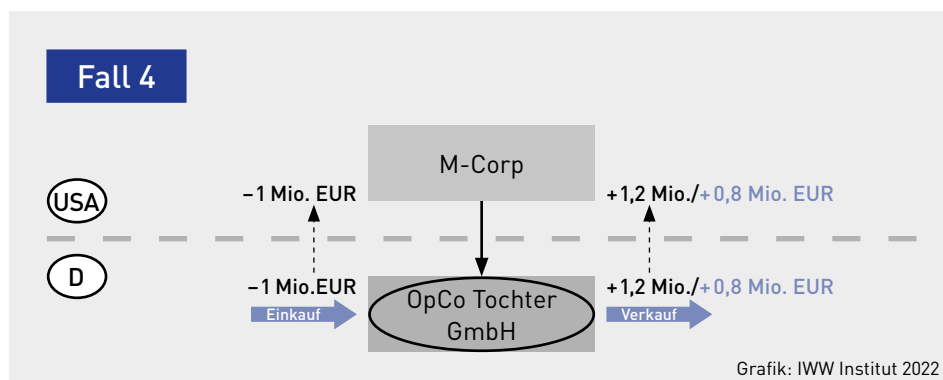 Fall 4
M-Corp
USA
–1 Mio. EUR
+1,2 Mio./+0,8 Mio. EUR
D
–1 Mio.EUR
OpCo Tochter
GmbH
+1,2 Mio./+0,8 Mio. EUR
Einkauf
Verkauf
Grafik: IWW Institut 2022